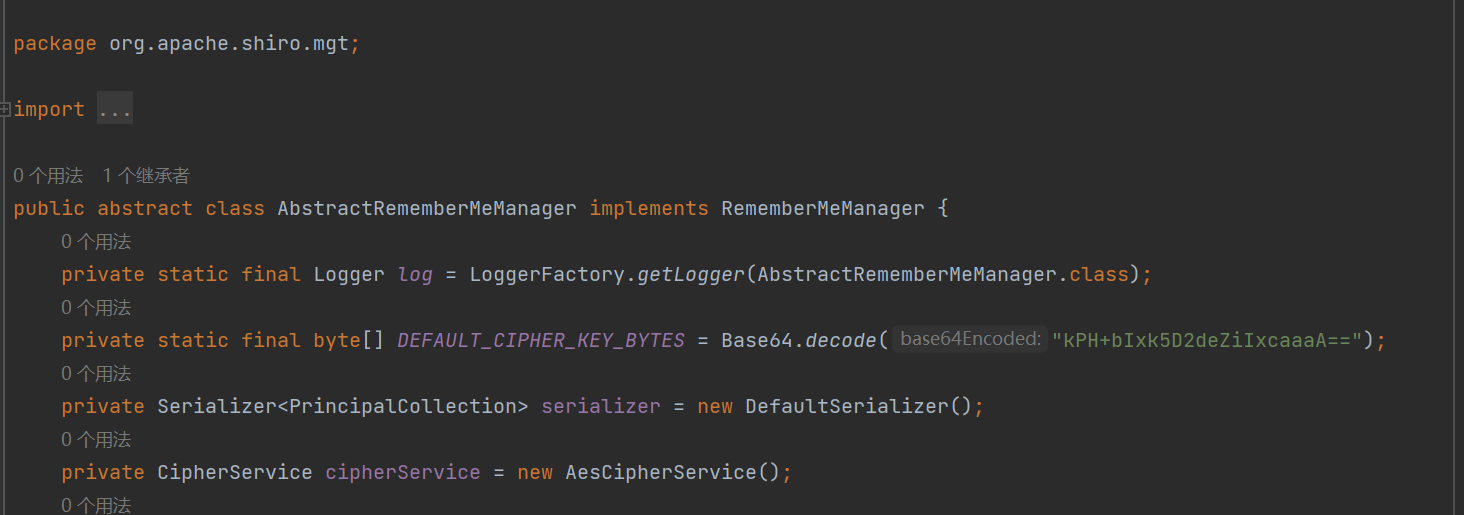 package org.apache.shiro.mgt;
import ...
0 个用法 1 个继承者
public abstract class AbstractRememberMeManager implements RememberMeManager {
0 个用法
private static final Logger log = LoggerFactory.getLogger(AbstractRememberMeManager.class);
0 个用法
private static final byte[] DEFAULT_CIPHER_KEY_BYTES = Base64.decode( base64Encoded: "kPH+bIxk5D2deZiIxcaaaA==");
0 个用法
private Serializer<PrincipalCollection> serializer = new DefaultSerializer();
0 个用法
private CipherService cipherService = new AesCipherService();
0 个用法